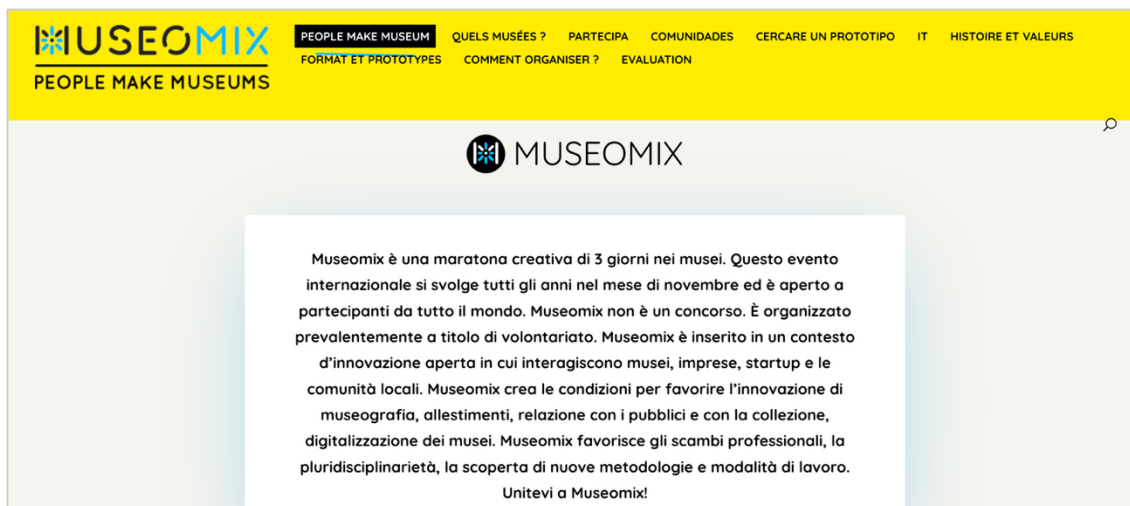 MUSEOMIX
PEOPLE MAKE MUSEUMS
PEOPLE MAKE MUSEUM QUELS MUSÉES ? PARTECIPA COMUNIDADES CERCARE UN PROTOTIPO IT HISTOIRE ET VALEURS
FORMAT ET PROTOTYPES COMMENT ORGANISER ? EVALUATION
MUSEOMIX
Museomix è una maratona creativa di 3 giorni nei musei. Questo evento
internazionale si svolge tutti gli anni nel mese di novembre ed è aperto a
partecipanti da tutto il mondo. Museomix non è un concorso. È organizzato
prevalentemente a titolo di volontariato. Museomix è inserito in un contesto
d’innovazione aperta in cui interagiscono musei, imprese, startup e le
comunità locali. Museomix crea le condizioni per favorire l’innovazione di
museografia, allestimenti, relazione con i pubblici e con la collezione,
digitalizzazione dei musei. Museomix favorisce gli scambi professionali, la
pluridisciplinarietà, la scoperta di nuove metodologie e modalità di lavoro.
Unitevi a Museomix!